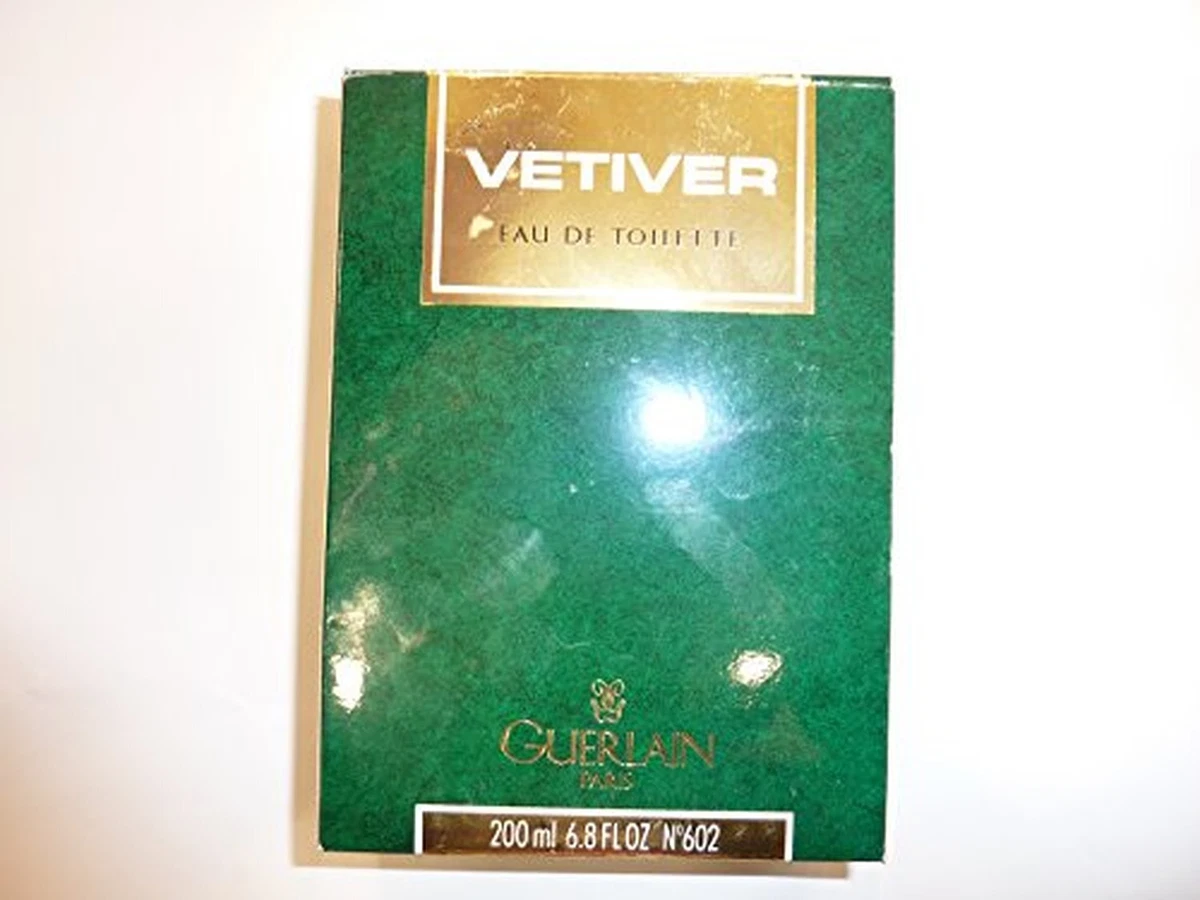 VETIVER
EAU DE TOILETTE
GUERLAIN
PARIS
200 ml 6.8 FL OZ N°602